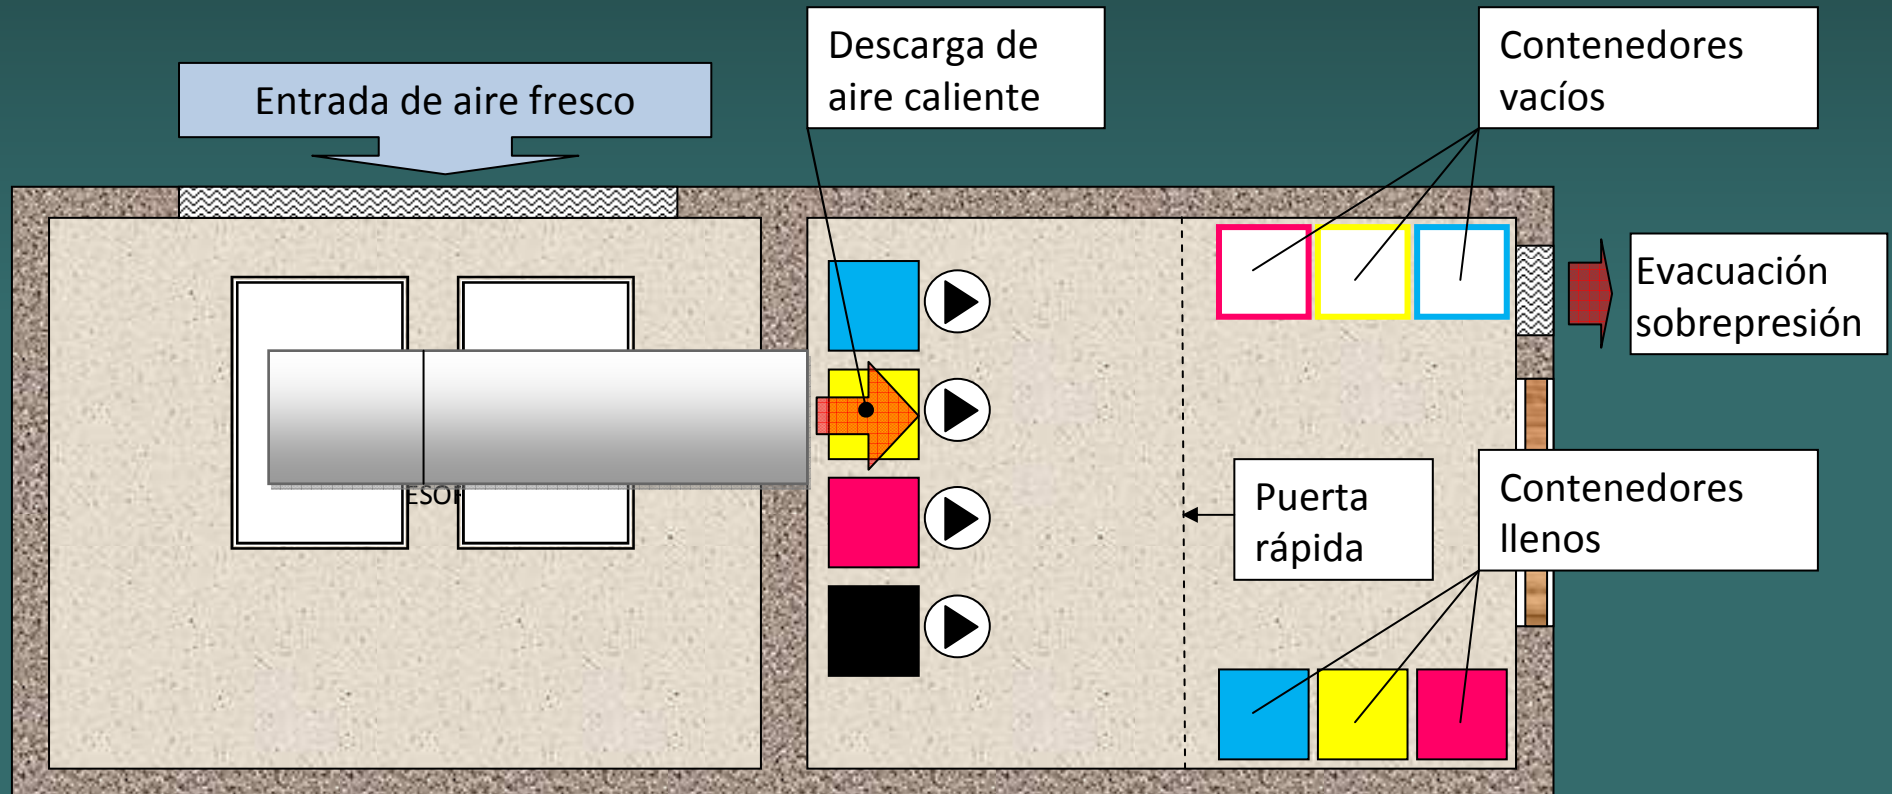 Descarga de
aire caliente
Contenedores
vacíos
Entrada de aire fresco
Evacuación
sobrepresión
Puerta
rápida
Contenedores
llenos